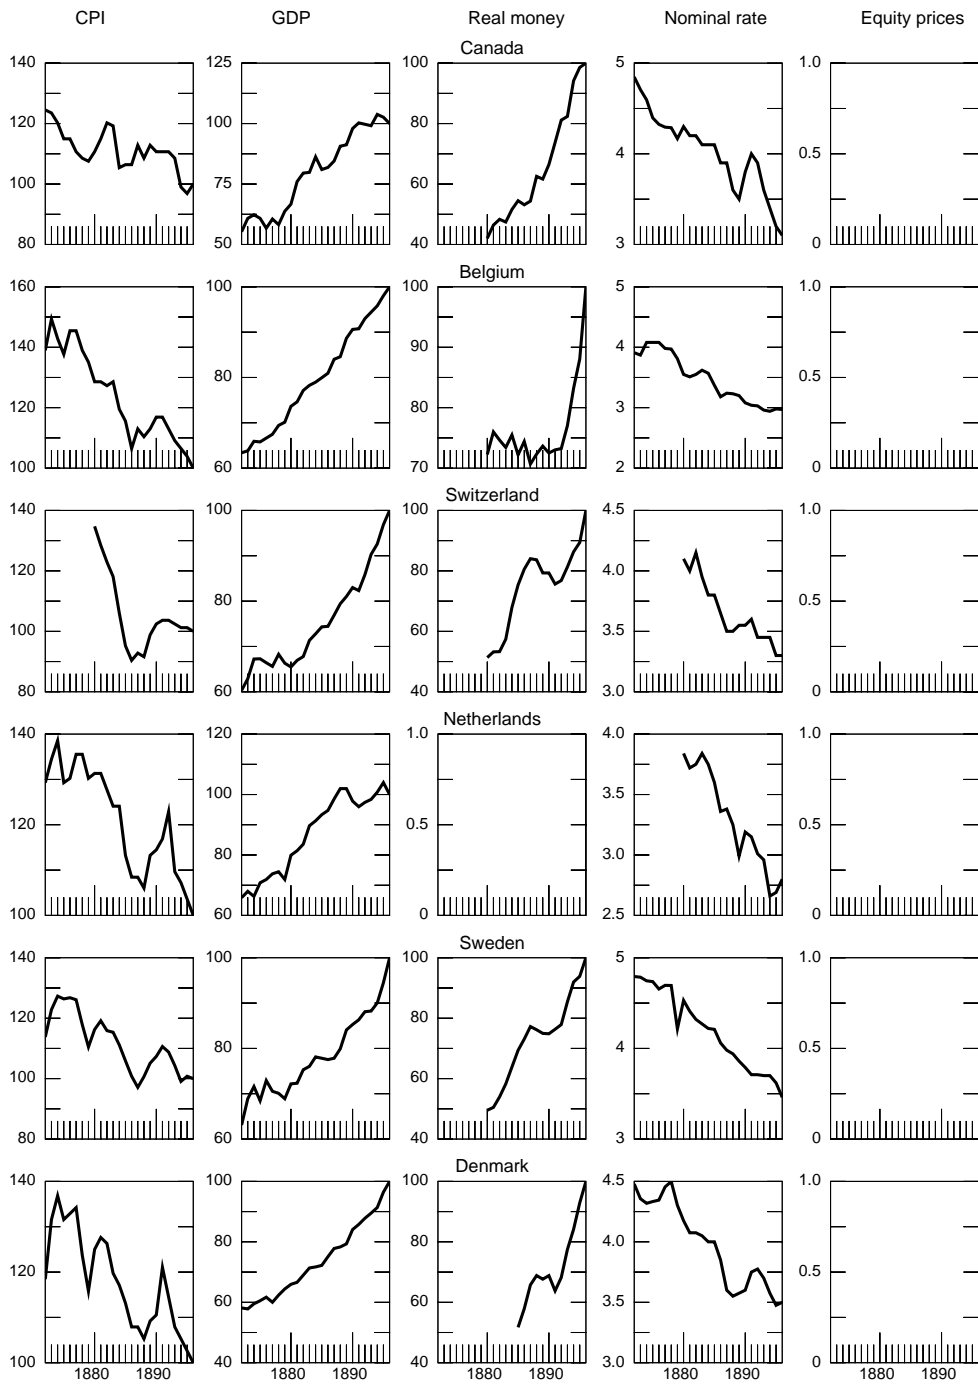 CPI GDP Real money Nominal rate Equity prices
Canada
140 125 100 5 1.0
120 100 80
4 0.5
100 75 60
80 50 40 3 0
Belgium
160 100 100 5 1.0
140 90 4
80 0.5
120 80 3
100 60 70 2 0
Switzerland
140 100 100 4.5 1.0
120 80 4.0
80 0.5
100 60 3.5
80 60 40 3.0 0
Netherlands
140 120 1.0 4.0 1.0
100 3.5
120 0.5 0.5
80 3.0
100 60 0 2.5 0
Sweden
140 100 100 5 1.0
120 80
80 4 0.5
100 60
80 60 40 3 0
Denmark
140 100 100 4.5 1.0
80 80 4.0
120 0.5
60 60 3.5
100 40 40 3.0 0
1880 1890 1880 1890 1880 1890 1880 1890 1880 1890